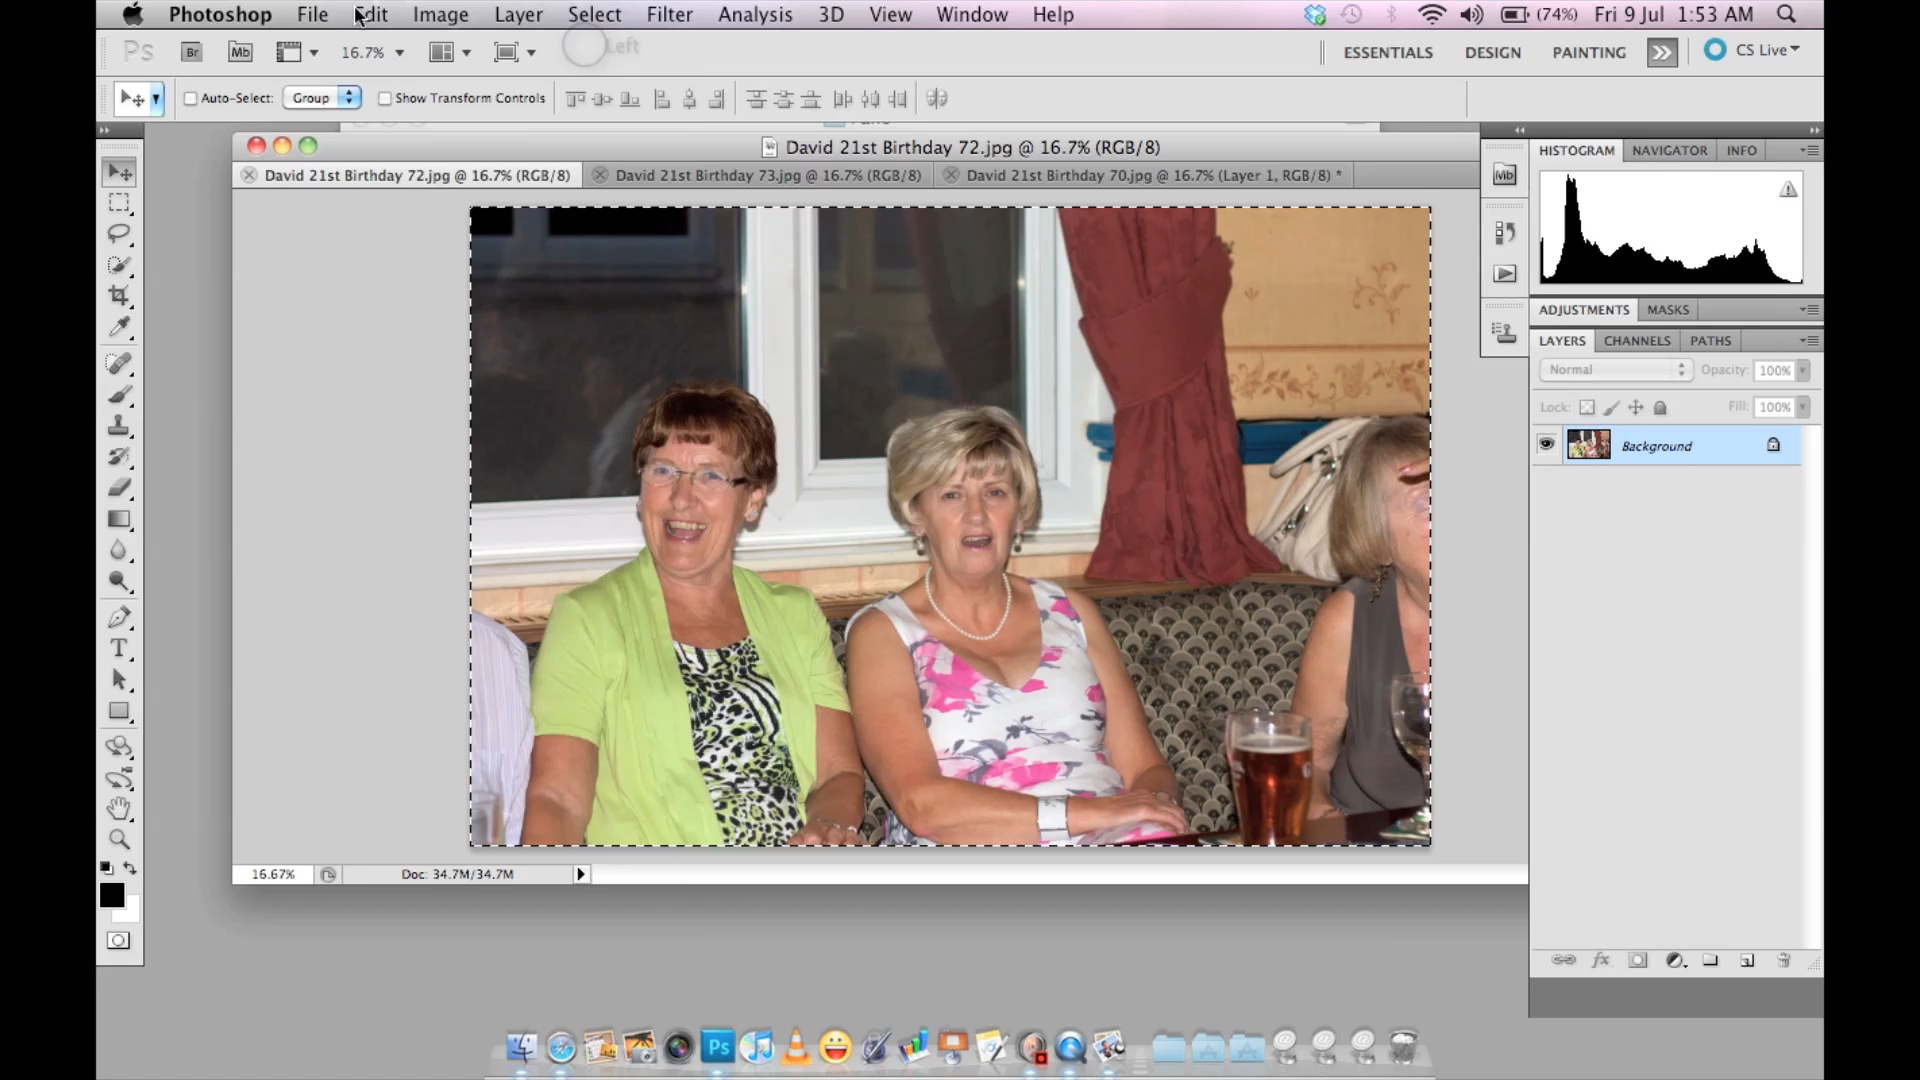 Photoshop File Edit Image Layer Select Filter Analysis 3D View Window Help (74%) Fri 9 Jul 1:53 AM
Ps Br Mb 16.7% Left ESSENTIALS DESIGN PAINTING CS Live
Auto-Select: Group Show Transform Controls
David 21st Birthday 72.jpg @ 16.7% (RGB/8)
David 21st Birthday 72.jpg @ 16.7% (RGB/8) David 21st Birthday 73.jpg @ 16.7% (RGB/8) David 21st Birthday 70.jpg @ 16.7% (Layer 1, RGB/8) *
Mb
HISTOGRAM NAVIGATOR INFO
ADJUSTMENTS MASKS
LAYERS CHANNELS PATHS
Normal Opacity: 100%
Lock: Fill: 100%
Background
T
fx
16.67% Doc: 34.7M/34.7M
Ps